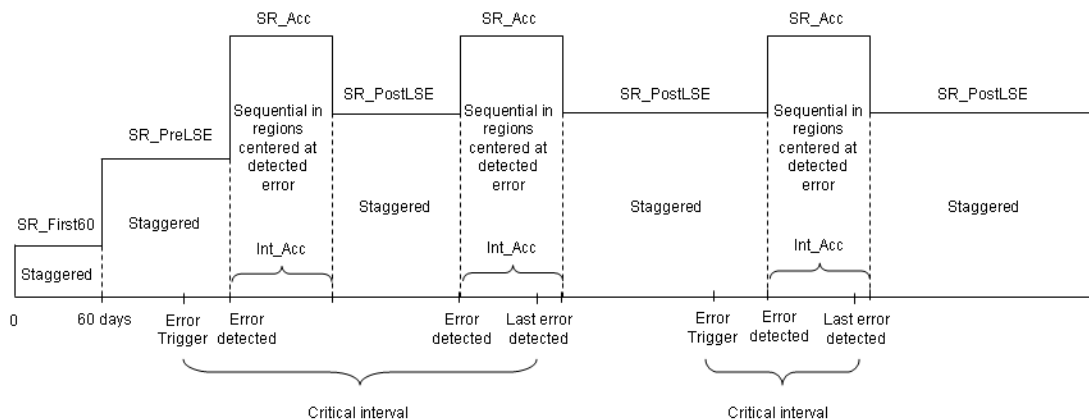 SR_Acc
SR_Acc
SR_Acc
SR_PostLSE
SR_PostLSE
SR_PostLSE
SR_PreLSE
Sequential in
regions
centered at
detected
error
Sequential in
regions
centered at
detected
error
Sequential in
regions
centered at
detected
error
SR_First60
Staggered
Staggered
Staggered
Staggered
Staggered
Int_Acc
Int_Acc
Int_Acc
0
60 days
Error
Trigger
Error
detected
Error
detected
Last error
detected
Error
Trigger
Error
detected
Last error
detected
Critical interval
Critical interval